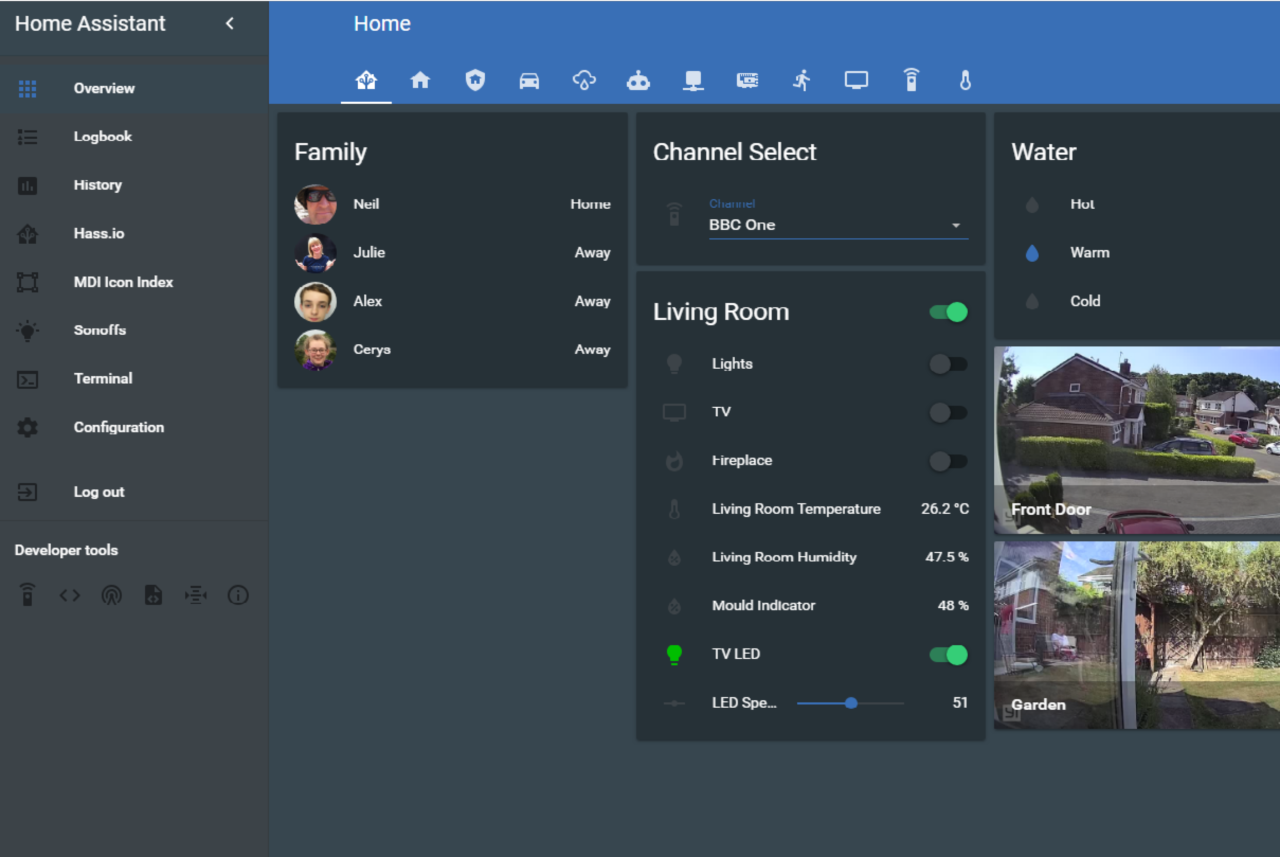 Home Assistant
Home
Overview
Logbook
History
Hass.io
MDI Icon Index
Sonoffs
Terminal
Configuration
Log out
Developer tools
Family
Neil Home
Julie Away
Alex Away
Cerys Away
Channel Select
Channel
BBC One
Living Room
Lights
TV
Fireplace
Living Room Temperature 26.2 °C
Living Room Humidity 47.5 %
Mould Indicator 48 %
TV LED
LED Spe... 51
Water
Hot
Warm
Cold
Front Door
Garden